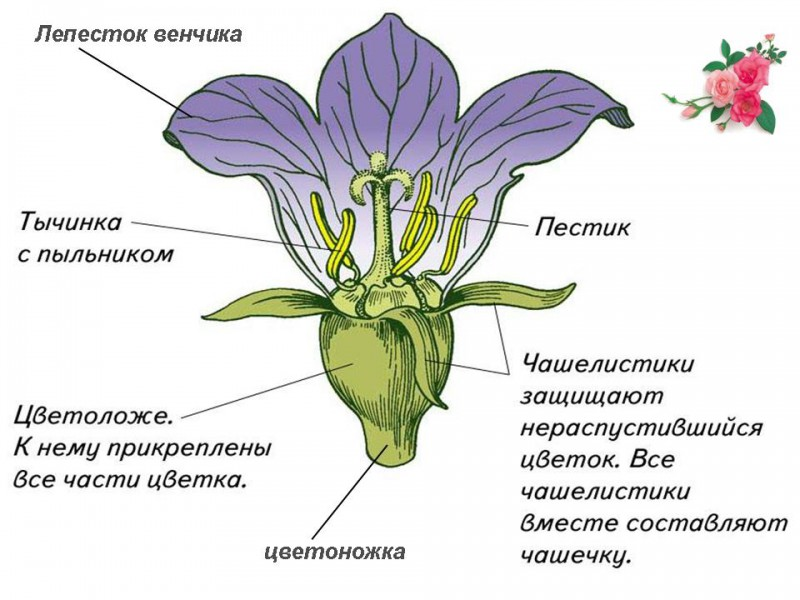 Лепесток венчика
Тычинка
с пыльником
Пестик
Цветоложе.
К нему прикреплены
все части цветка.
Чашелистики
защищают
нераспустившийся
цветок. Все
чашелистики
вместе составляют
чашечку.
цветоножка